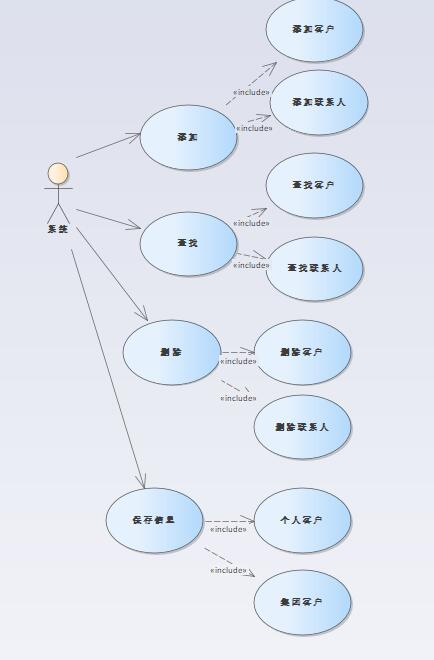 添加客户
«include»
添加联系人
«include»
添加
查找客户
«include»
系统
查找
«include»
查找联系人
删除
«include»
删除客户
«include»
删除联系人
保存信息
个人客户
«include»
«include»
集团客户